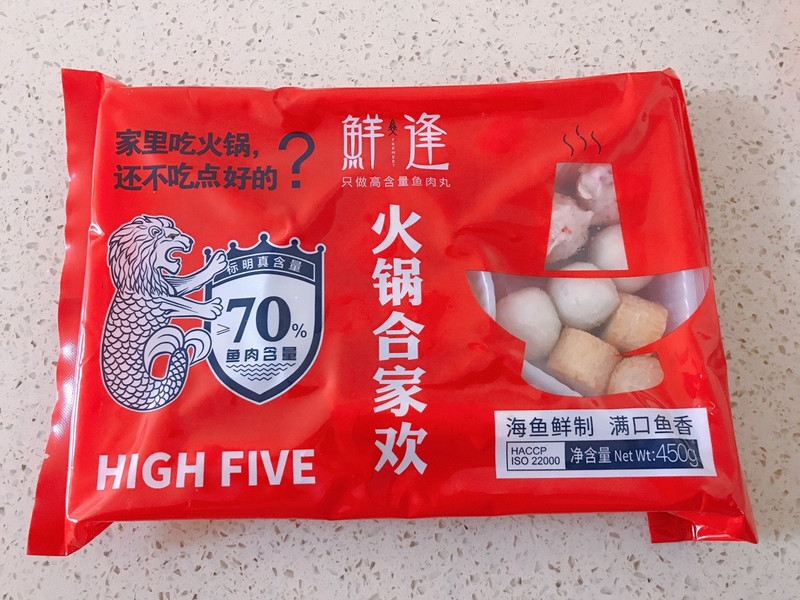 家里吃火锅,
还不吃点好的?
鲜逢
只做高含量鱼肉丸
火锅合家欢
标明真含量
≥70%
鱼肉含量
HIGH FIVE
海鱼鲜制 满口鱼香
HACCP
ISO 22000
净含量 Net Wt:450g